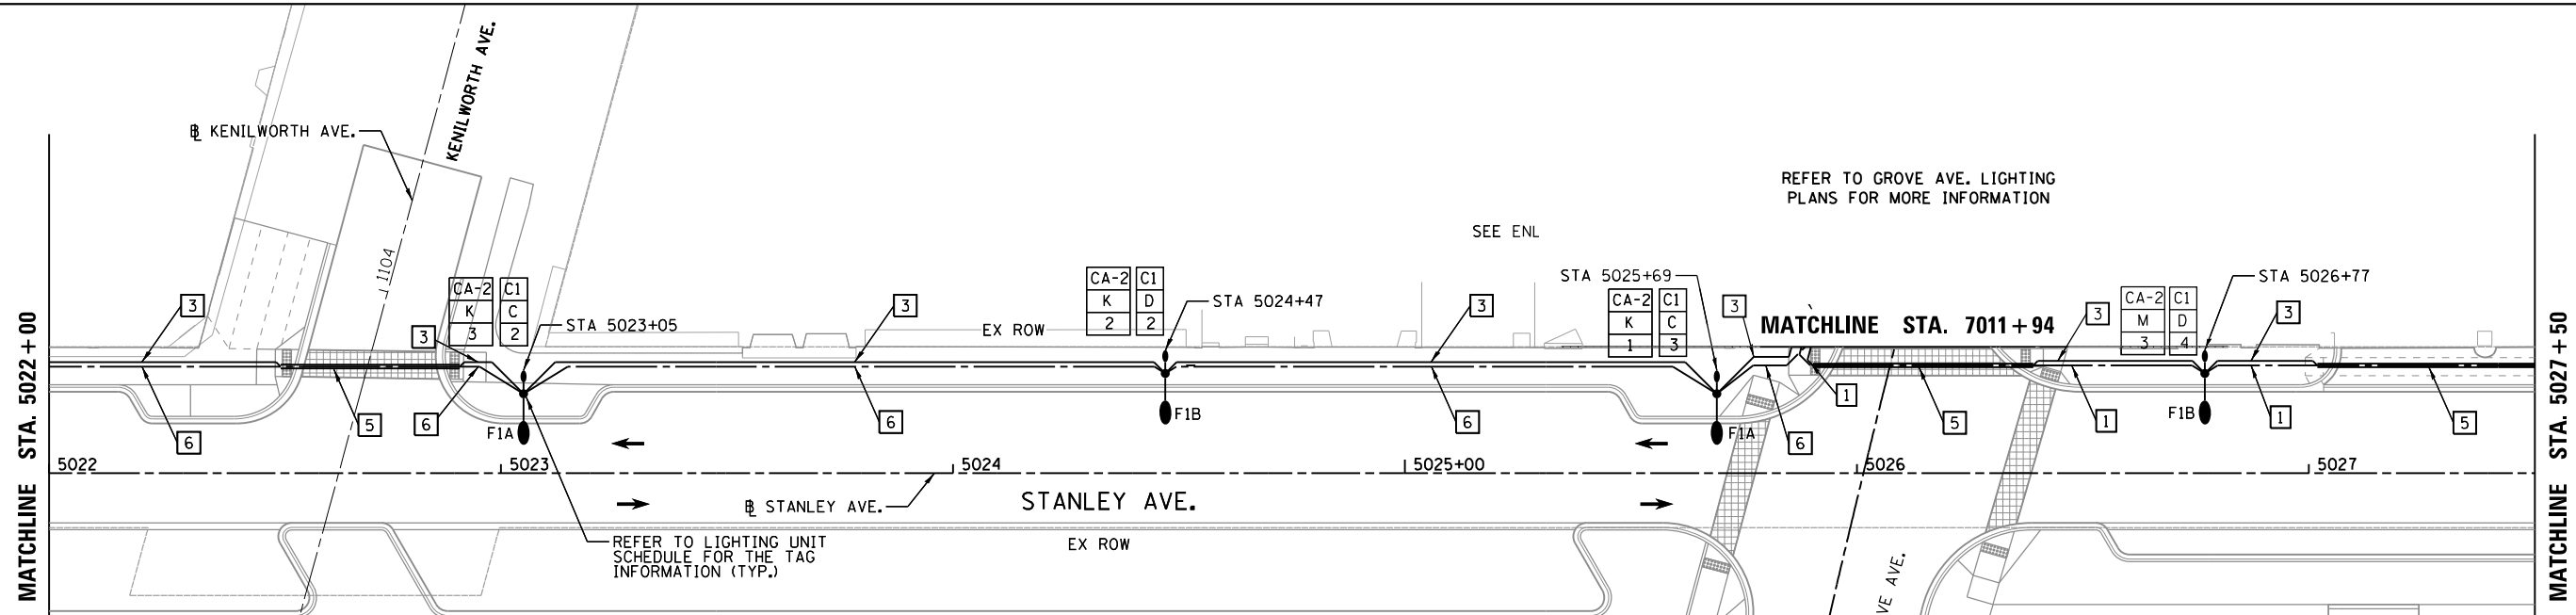 KENILWORTH AVE.
℄ KENILWORTH AVE.
1104
REFER TO GROVE AVE. LIGHTING
PLANS FOR MORE INFORMATION
SEE ENL
MATCHLINE STA. 5022+00
3
CA-2 C1
K C
3 2
3
STA 5023+05
3
EX ROW
CA-2 C1
K D
2 2
STA 5024+47
3
STA 5025+69
CA-2 C1
K C
1 3
3
MATCHLINE STA. 7011+94
3
CA-2 C1
M D
3 4
STA 5026+77
3
MATCHLINE STA. 5027+50
6
5
6
F1A
6
F1B
6
F1A
6
1
5
1
F1B
1
5
5022
5023
5024
5025+00
5026
5027
℄ STANLEY AVE.
STANLEY AVE.
REFER TO LIGHTING UNIT
SCHEDULE FOR THE TAG
INFORMATION (TYP.)
EX ROW
VE AVE.